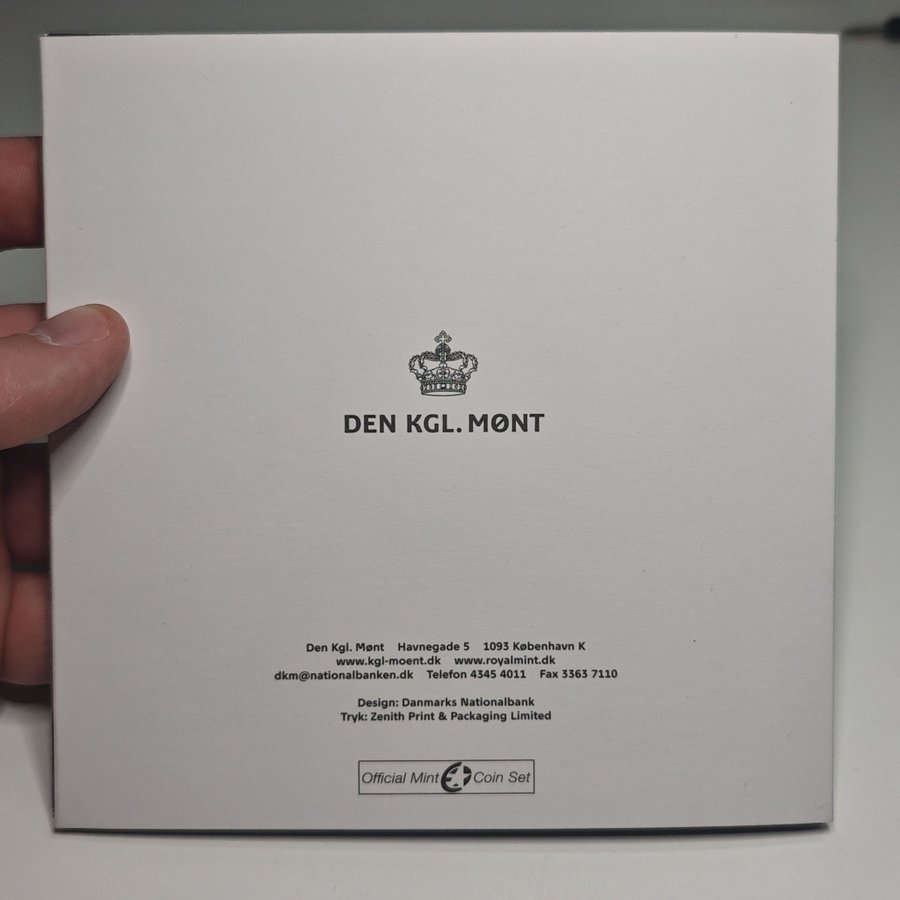 DEN KGL. MØNT
Den Kgl. Mønt Havnegade 5 1093 København K
www.kgl-moent.dk www.royalmint.dk
dkm@nationalbanken.dk Telefon 4345 4011 Fax 3363 7110
Design: Danmarks Nationalbank
Tryk: Zenith Print & Packaging Limited
Official Mint Coin Set